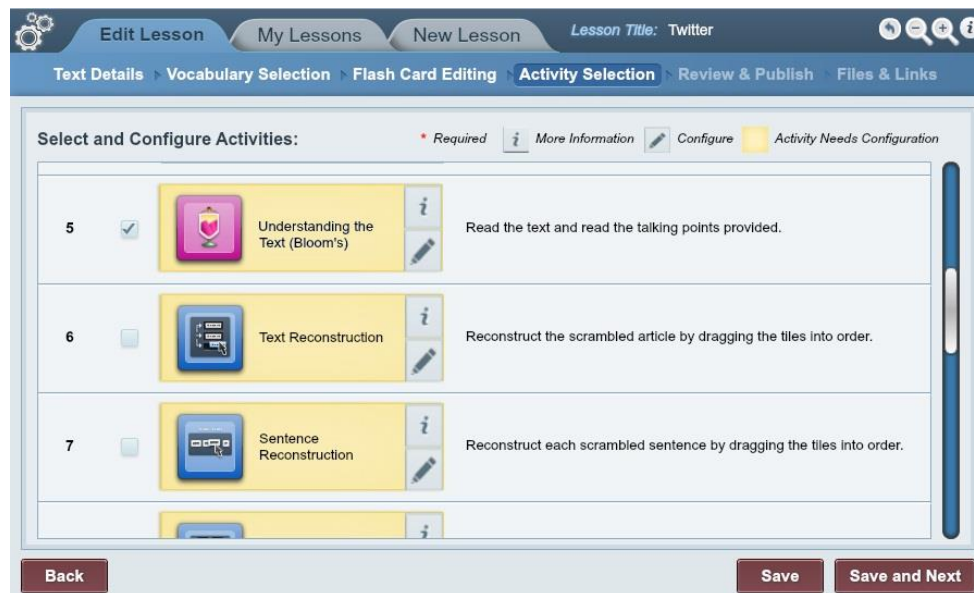 Edit Lesson My Lessons New Lesson Lesson Title: Twitter
Text Details Vocabulary Selection Flash Card Editing Activity Selection Review & Publish Files & Links
Select and Configure Activities: * Required i More Information Configure Activity Needs Configuration
5 Understanding the Text (Bloom's) i Read the text and read the talking points provided.
6 Text Reconstruction i Reconstruct the scrambled article by dragging the tiles into order.
7 Sentence Reconstruction i Reconstruct each scrambled sentence by dragging the tiles into order.
Back Save Save and Next